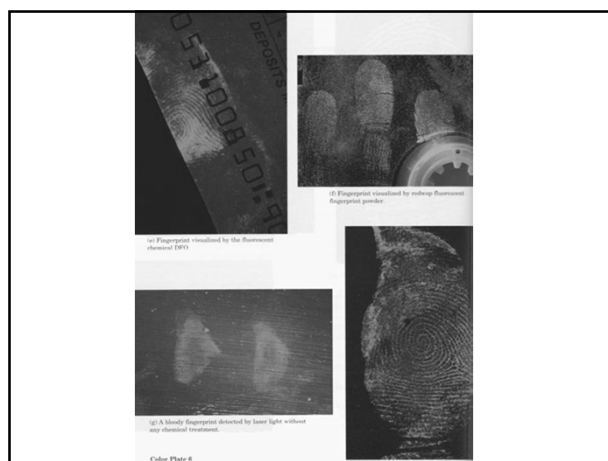 DEPOSITS
(e) Fingerprint visualized by the fluorescent
chemical DFO.
(f) Fingerprint visualized by redwop fluorescent
fingerprint powder.
(g) A bloody fingerprint detected by laser light without
any chemical treatment.
Color Plate 6